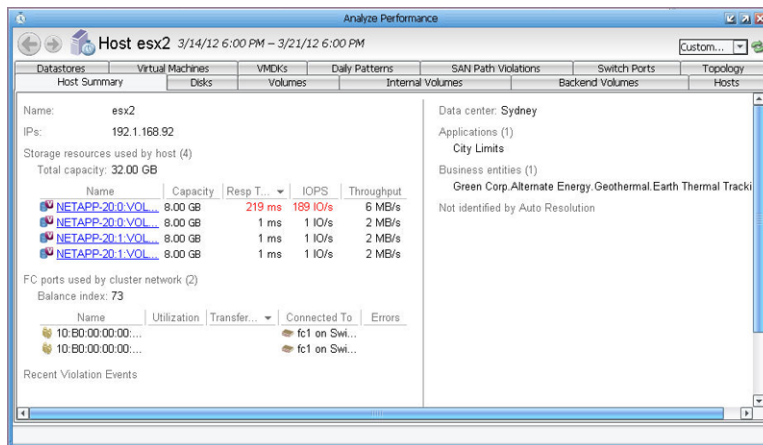 Analyze Performance
Host esx2 3/14/12 6:00 PM – 3/21/12 6:00 PM
Custom...
Datastores Virtual Machines VMDKs Daily Patterns SAN Path Violations Switch Ports Topology
Host Summary Disks Volumes Internal Volumes Backend Volumes Hosts
Name: esx2
IPs: 192.1.168.92
Storage resources used by host (4)
Total capacity: 32.00 GB
Name Capacity Resp T... IOPS Throughput
NETAPP-20:0:VOL... 8.00 GB 219 ms 189 IO/s 6 MB/s
NETAPP-20:0:VOL... 8.00 GB 1 ms 1 IO/s 2 MB/s
NETAPP-20:1:VOL... 8.00 GB 1 ms 1 IO/s 2 MB/s
NETAPP-20:1:VOL... 8.00 GB 1 ms 1 IO/s 2 MB/s
FC ports used by cluster network (2)
Balance index: 73
Name Utilization Transfer... Connected To Errors
10:B0:00:00:00:... fc1 on Swi...
10:B0:00:00:00:... fc1 on Swi...
Recent Violation Events
Data center: Sydney
Applications (1)
City Limits
Business entities (1)
Green Corp.Alternate Energy.Geothermal.Earth Thermal Tracki
Not identified by Auto Resolution